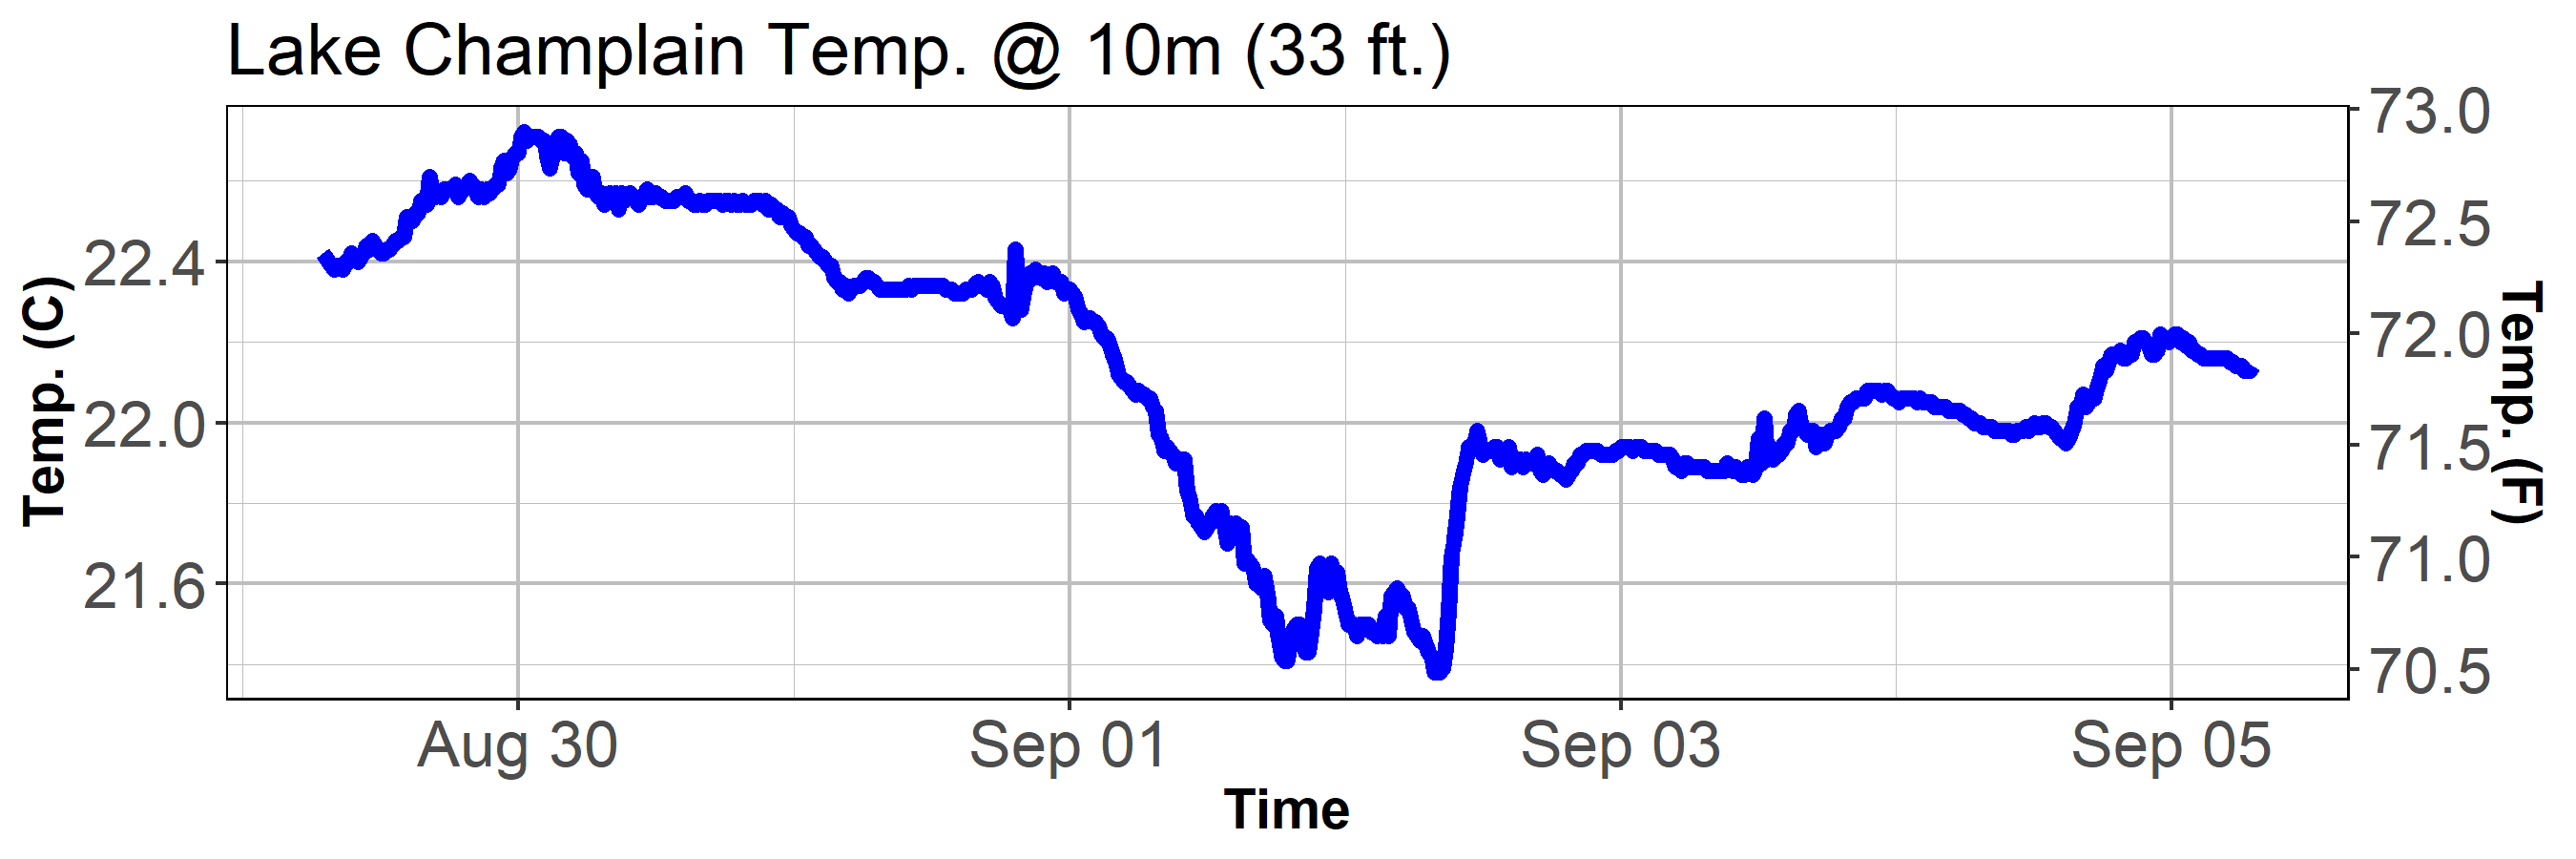 Lake Champlain Temp. @ 10m (33 ft.)
Temp. (C)
22.4
22.0
21.6
73.0
72.5
72.0
71.5
71.0
70.5
Temp. (F)
Aug 30
Sep 01
Sep 03
Sep 05
Time